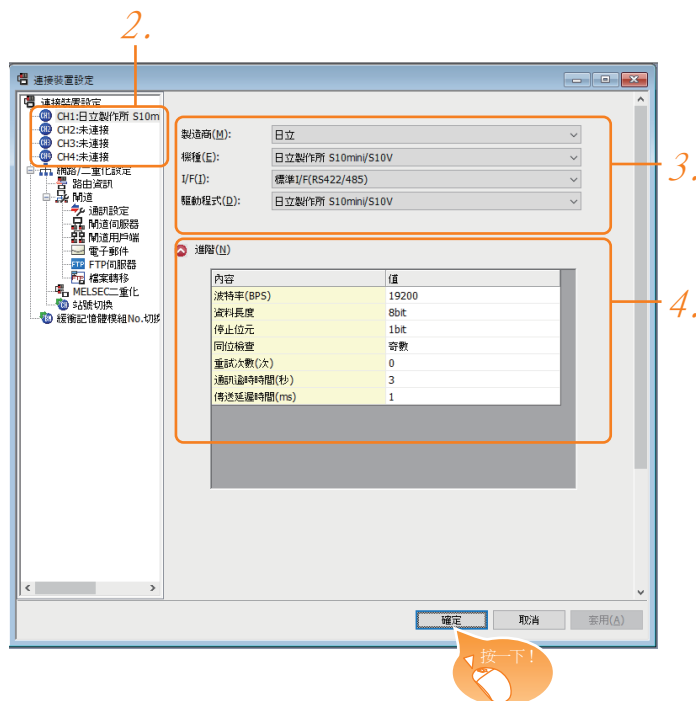 2.
連接裝置設定
連接裝置設定
CH1:日立製作所 S10m
CH2:未連接
CH3:未連接
CH4:未連接
網路/二重化設定
路由資訊
閘道
通訊設定
閘道伺服器
閘道用戶端
電子郵件
FTP伺服器
檔案轉移
MELSEC二重化
站號切換
緩衝記憶體模組No.切換
製造商(M): 日立
機種(E): 日立製作所 S10mini/S10V
I/F(I): 標準I/F(RS422/485)
驅動程式(D): 日立製作所 S10mini/S10V
3.
進階(N)
內容 值
波特率(BPS) 19200
資料長度 8bit
停止位元 1bit
同位檢查 奇數
重試次數(次) 0
通訊逾時時間(秒) 3
傳送延遲時間(ms) 1
4.
確定 取消 套用(A)
按一下!